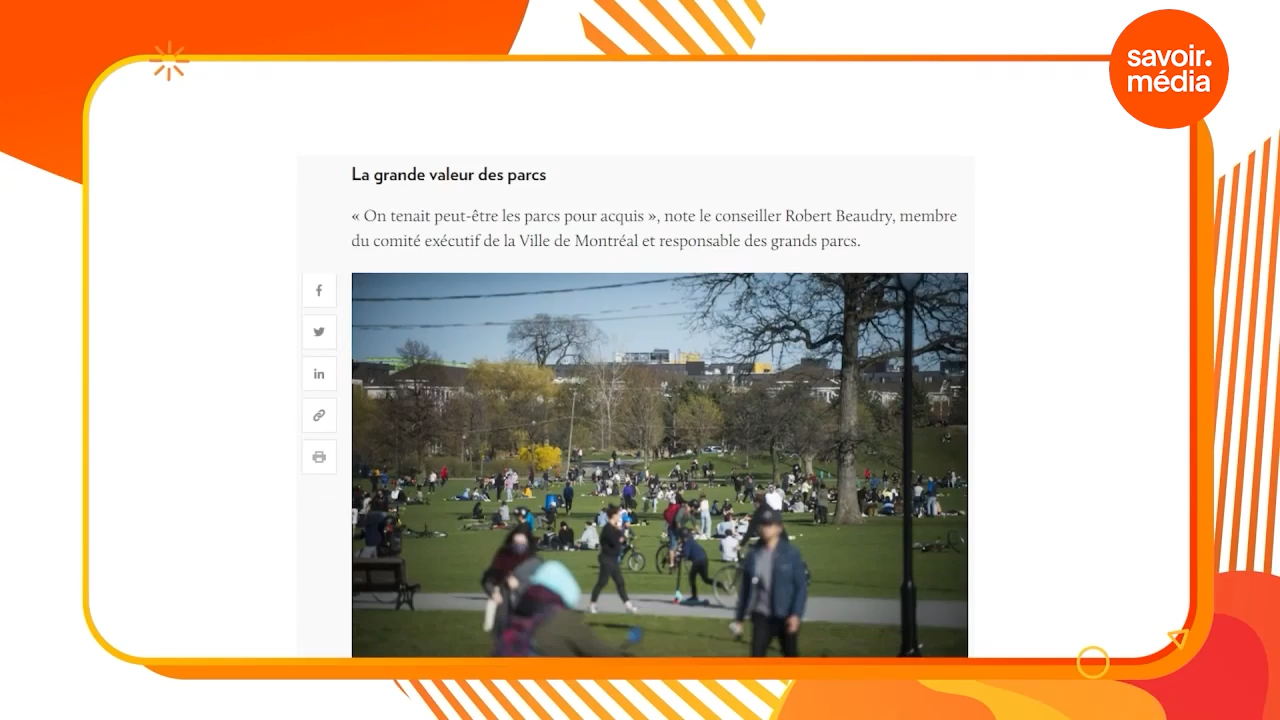 savoir.
média
La grande valeur des parcs
« On tenait peut-être les parcs pour acquis », note le conseiller Robert Beaudry, membre
du comité exécutif de la Ville de Montréal et responsable des grands parcs.
f
in